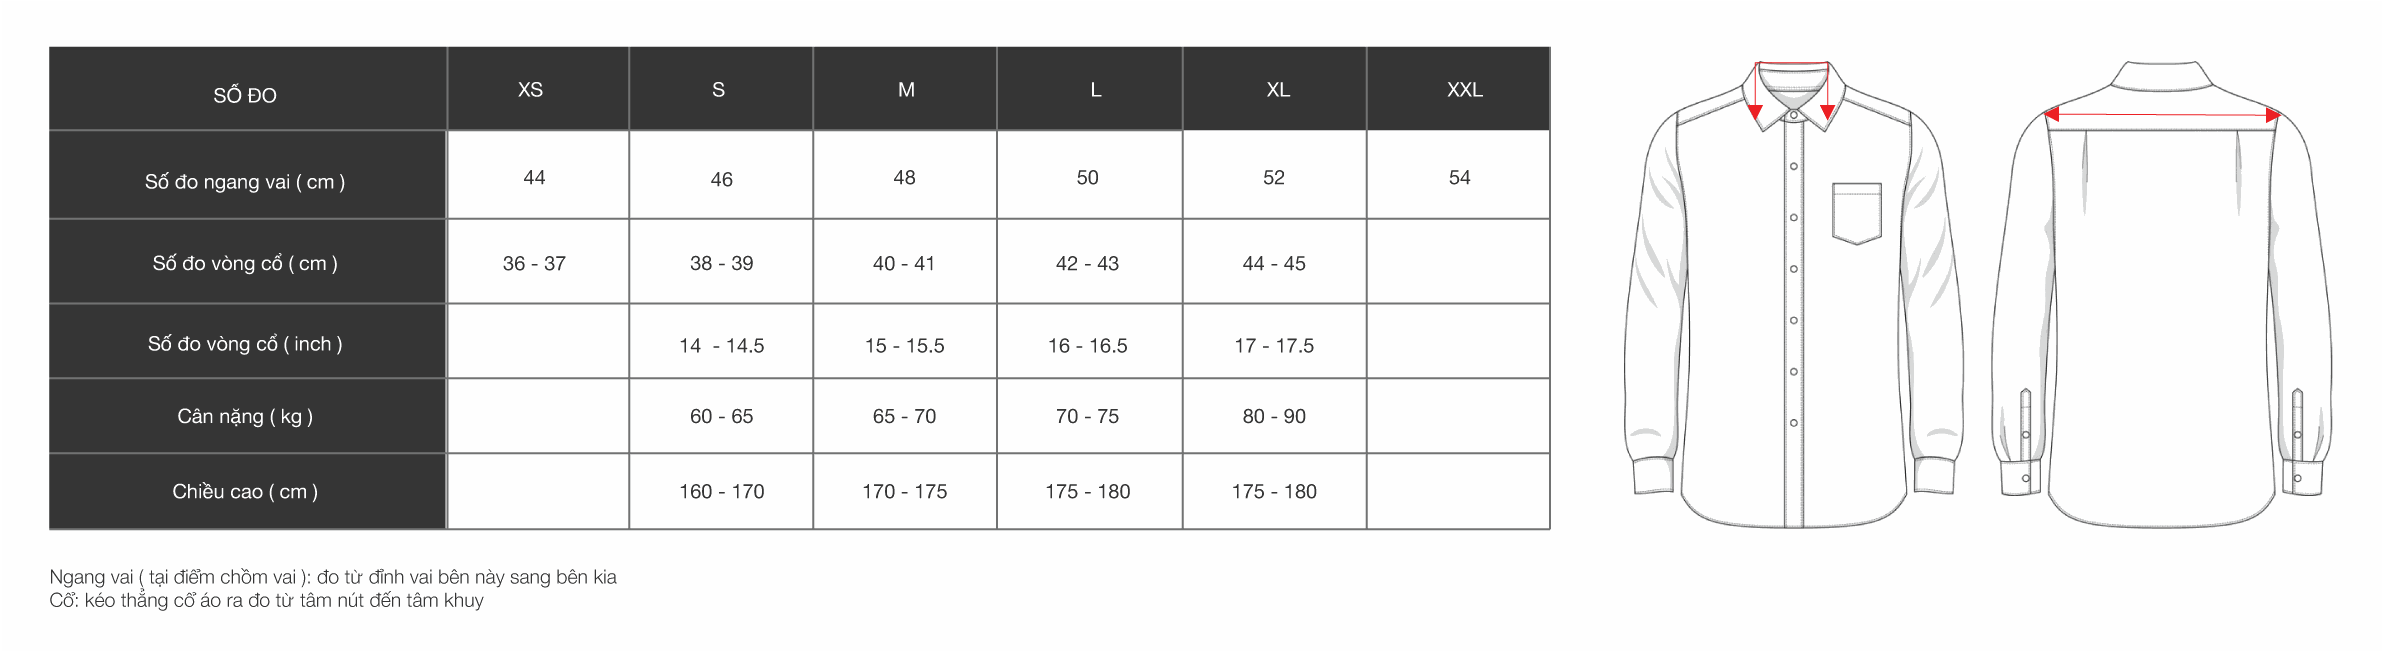 SỐ ĐO XS S M L XL XXL
Số đo ngang vai ( cm ) 44 46 48 50 52 54
Số đo vòng cổ ( cm ) 36 - 37 38 - 39 40 - 41 42 - 43 44 - 45
Số đo vòng cổ ( inch ) 14 - 14.5 15 - 15.5 16 - 16.5 17 - 17.5
Cân nặng ( kg ) 60 - 65 65 - 70 70 - 75 80 - 90
Chiều cao ( cm ) 160 - 170 170 - 175 175 - 180 175 - 180
Ngang vai ( tại điểm chồm vai ): đo từ đỉnh vai bên này sang bên kia
Cổ: kéo thẳng cổ áo ra đo từ tâm nút đến tâm khuy